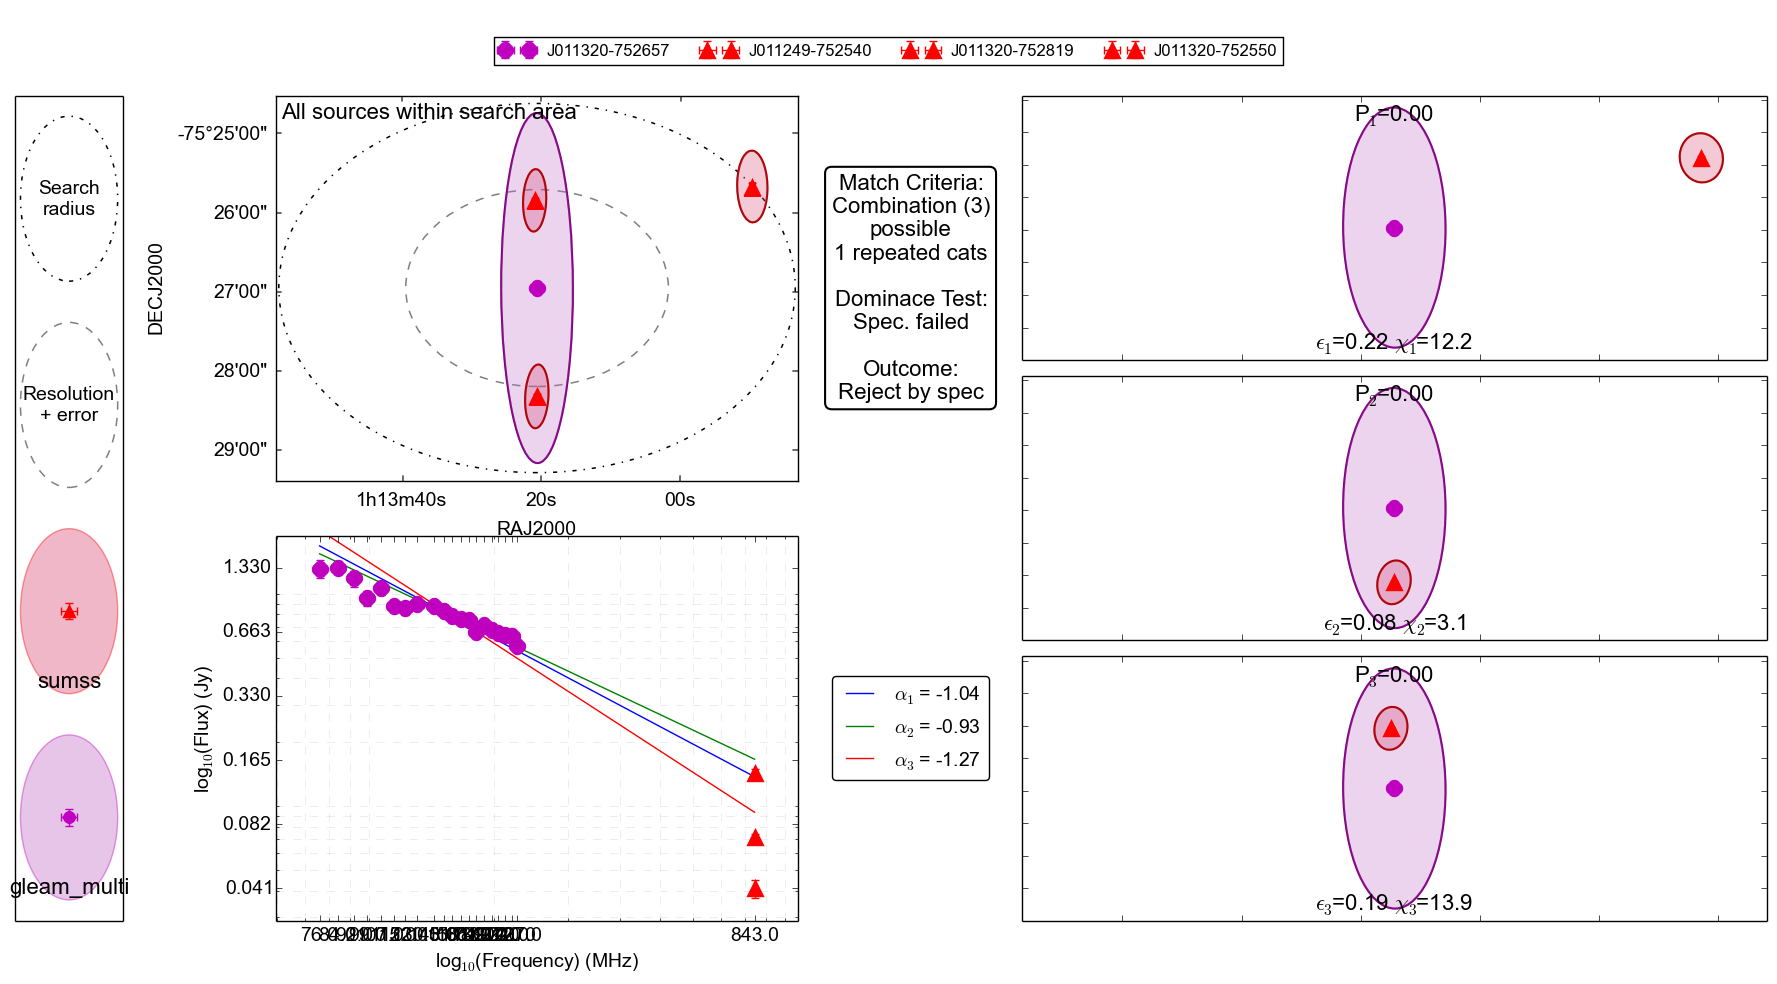 J011320-752657 J011249-752540 J011320-752819 J011320-752550
Search
radius
Resolution
+ error
sumss
gleam_multi
All sources within search area
-75°25'00"
26'00"
27'00"
28'00"
29'00"
DECJ2000
1h13m40s 20s 00s
RAJ2000
Match Criteria:
Combination (3)
possible
1 repeated cats
Dominace Test:
Spec. failed
Outcome:
Reject by spec
1.330
0.663
0.330
0.165
0.082
0.041
log₁₀(Flux) (Jy)
843.0
log₁₀(Frequency) (MHz)
α₁ = -1.04
α₂ = -0.93
α₃ = -1.27
P₁=0.00
ϵ₁=0.22 χ₁=12.2
P₂=0.00
ϵ₂=0.08 χ₂=3.1
P₃=0.00
ϵ₃=0.19 χ₃=13.9